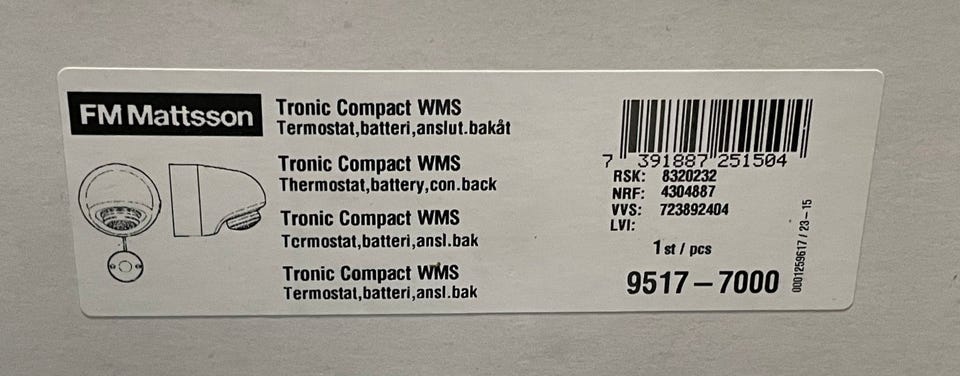 FM Mattsson
Tronic Compact WMS
Termostat,batteri,anslut.bakåt
Tronic Compact WMS
Thermostat,battery,con.back
Tronic Compact WMS
Termostat,batteri,ansl.bak
Tronic Compact WMS
Termostat,batteri,ansl.bak
7 391887 251504
RSK: 8320232
NRF: 4304887
VVS: 723892404
LVI:
1 st / pcs
9517-7000
0001259617 / 23-15